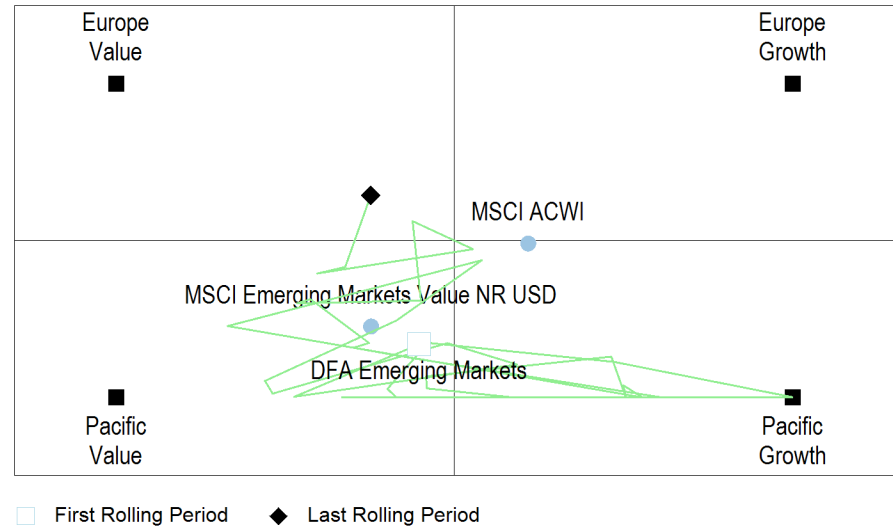 Europe
Value
Europe
Growth
MSCI ACWI
MSCI Emerging Markets Value NR USD
DFA Emerging Markets
Pacific
Value
Pacific
Growth
First Rolling Period
Last Rolling Period